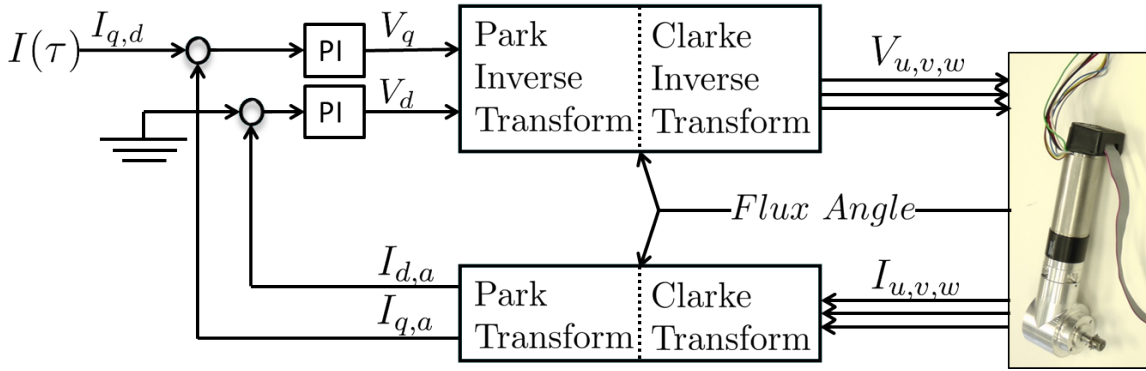 I(τ)
I_{q,d}
PI
V_q
PI
V_d
Park
Inverse
Transform
Clarke
Inverse
Transform
V_{u,v,w}
Flux Angle
I_{d,a}
I_{q,a}
Park
Transform
Clarke
Transform
I_{u,v,w}